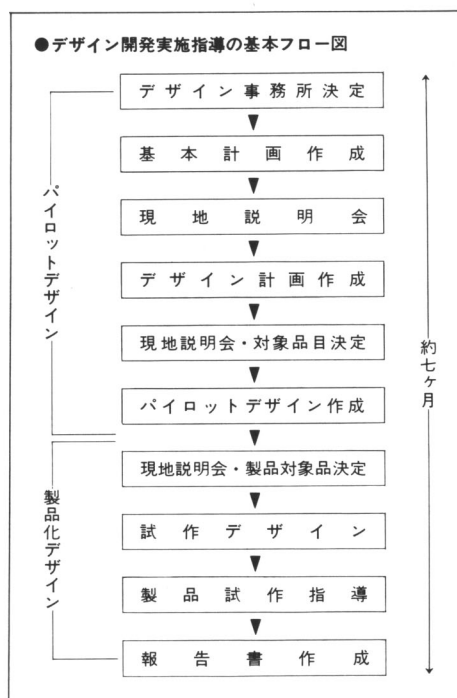 ●デザイン開発実施指導の基本フロー図
デザイン事務所決定
基本計画作成
現地説明会
デザイン計画作成
現地説明会・対象品目決定
パイロットデザイン作成
現地説明会・製品対象品決定
試作デザイン
製品試作指導
報告書作成
パイロットデザイン
製品化デザイン
約七ヶ月